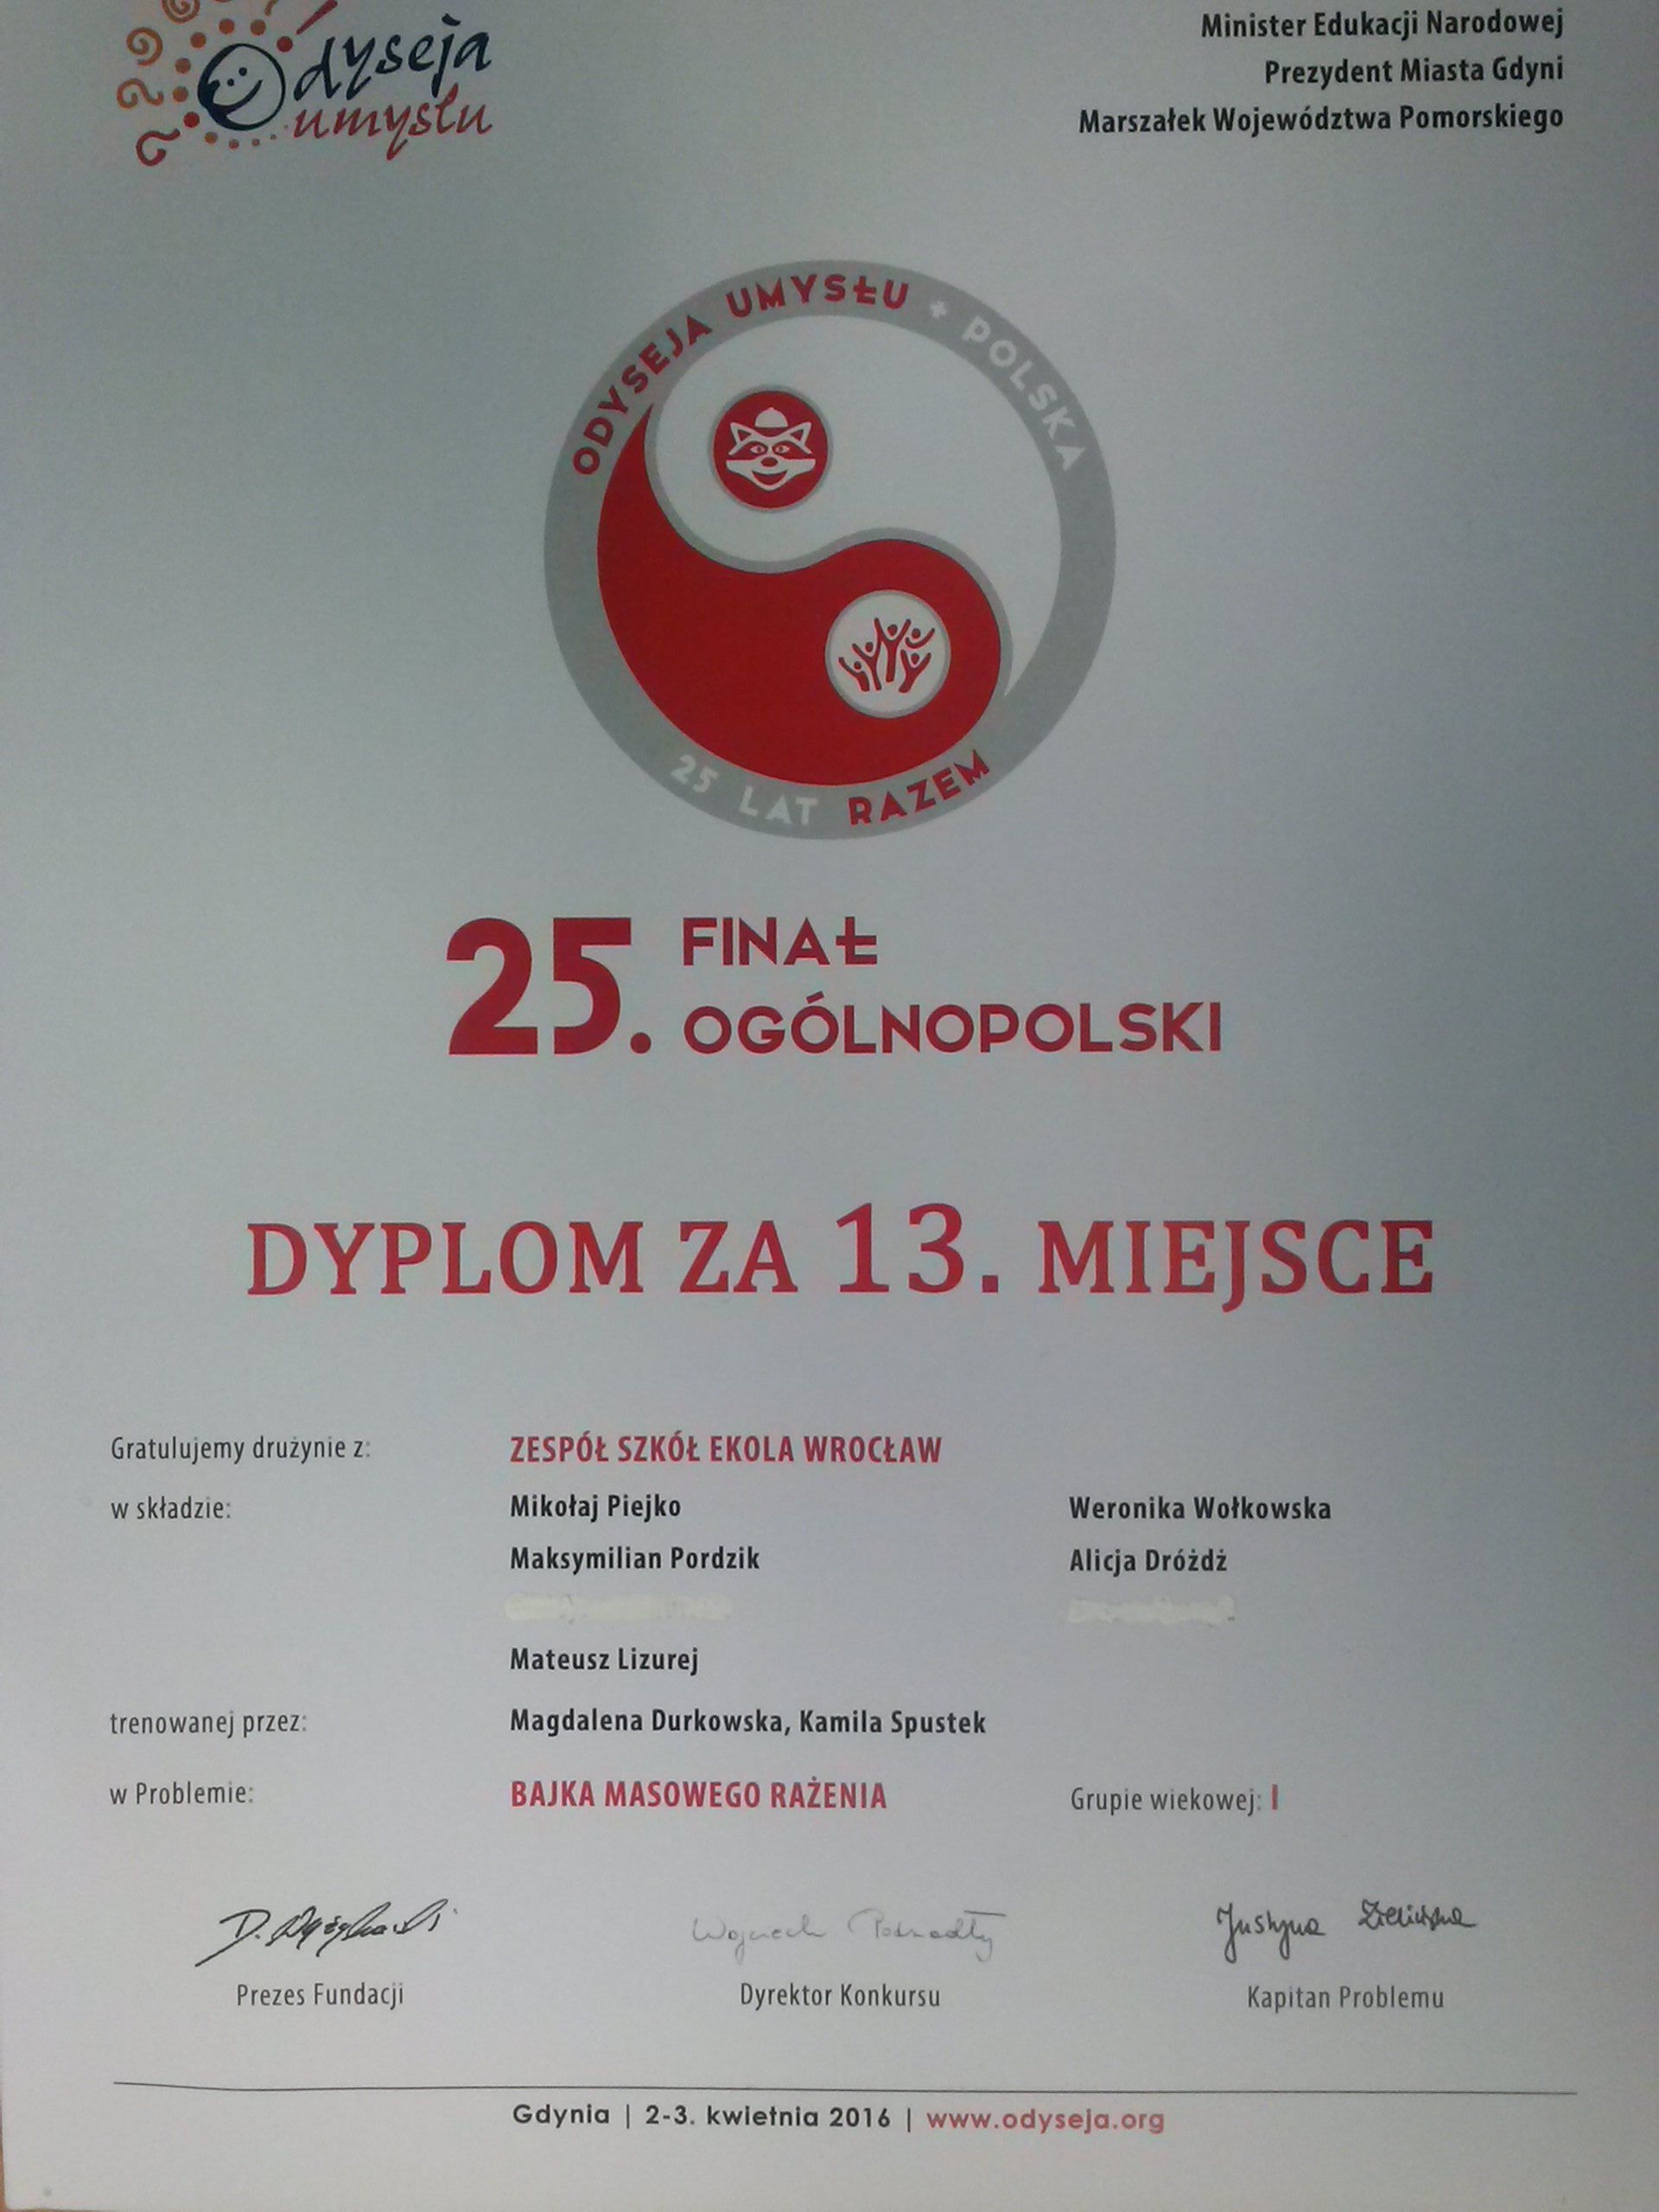 Odyseja
umysłu
Minister Edukacji Narodowej
Prezydent Miasta Gdyni
Marszałek Województwa Pomorskiego
ODYSEJA UMYSŁU + POLSKA
25 LAT RAZEM
25. FINAŁ
OGÓLNOPOLSKI
DYPLOM ZA 13. MIEJSCE
Gratulujemy drużynie z: ZESPÓŁ SZKÓŁ EKOLA WROCŁAW
w składzie: Mikołaj Piejko Weronika Wołkowska
Maksymilian Pordzik Alicja Dróżdż
Mateusz Lizurej
trenowanej przez: Magdalena Durkowska, Kamila Spustek
w Problemie: BAJKA MASOWEGO RAŻENIA Grupie wiekowej: I
D. Wojciech Justyna Zielińska
Prezes Fundacji Dyrektor Konkursu Kapitan Problemu
Gdynia | 2-3. kwietnia 2016 | www.odyseja.org